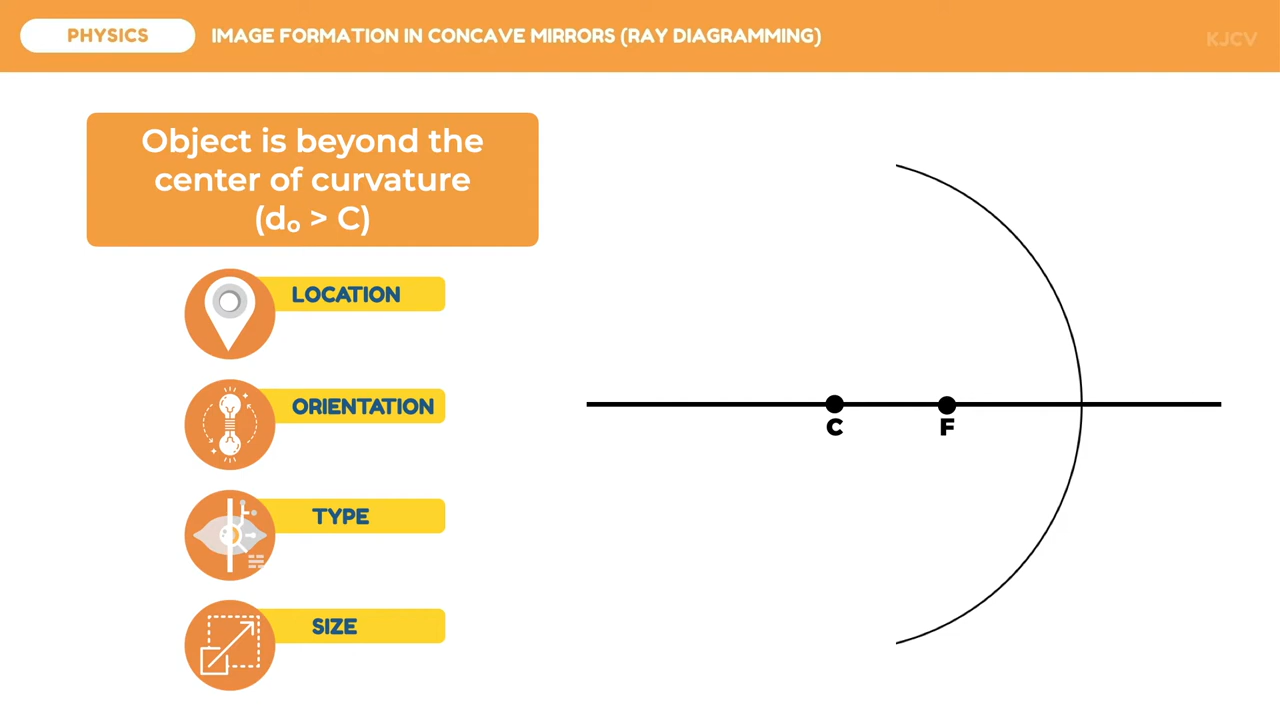 PHYSICS
IMAGE FORMATION IN CONCAVE MIRRORS (RAY DIAGRAMMING)
KJCV
Object is beyond the
center of curvature
(dₒ > C)
LOCATION
ORIENTATION
TYPE
SIZE
C
F